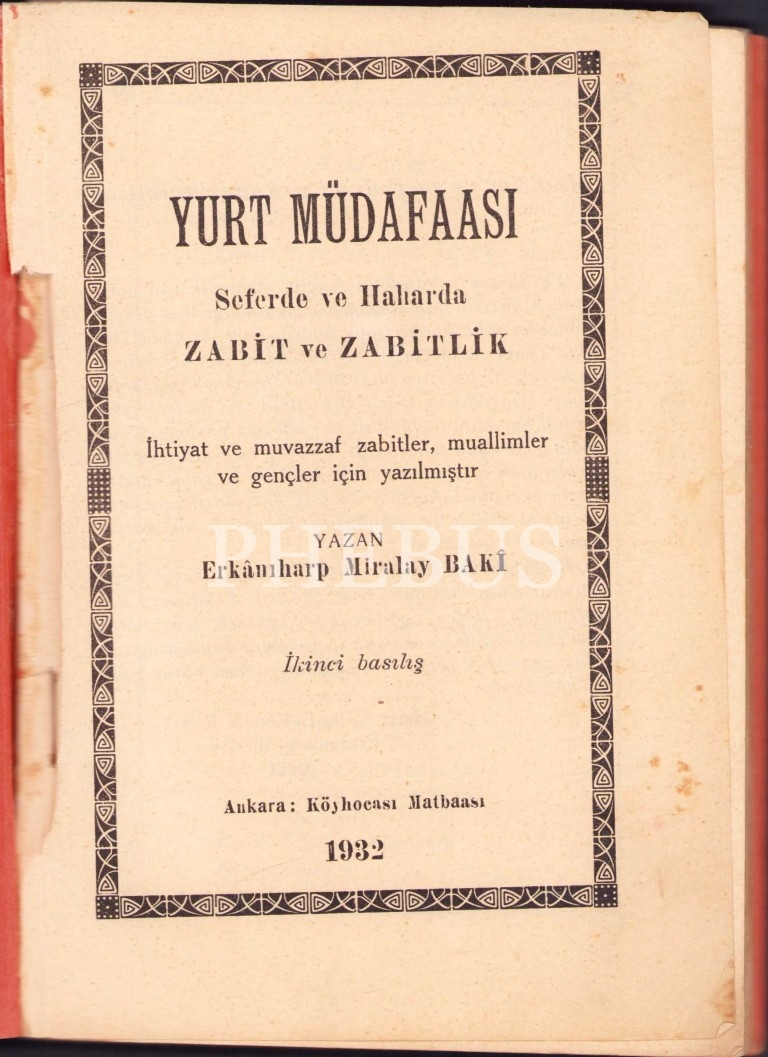 YURT MÜDAFAASI
Seferde ve Haharda
ZABİT ve ZABİTLİK
İhtiyat ve muvazzaf zabitler, muallimler
ve gençler için yazılmıştır
YAZAN
PHEBUS
Erkânıharp Miralay BAKÎ
İkinci basılış
Ankara: Köyhocası Matbaası
1932